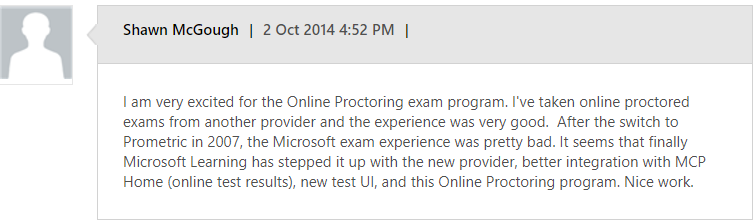 Shawn McGough | 2 Oct 2014 4:52 PM |
I am very excited for the Online Proctoring exam program. I've taken online proctored
exams from another provider and the experience was very good.  After the switch to
Prometric in 2007, the Microsoft exam experience was pretty bad. It seems that finally
Microsoft Learning has stepped it up with the new provider, better integration with MCP
Home (online test results), new test UI, and this Online Proctoring program. Nice work.